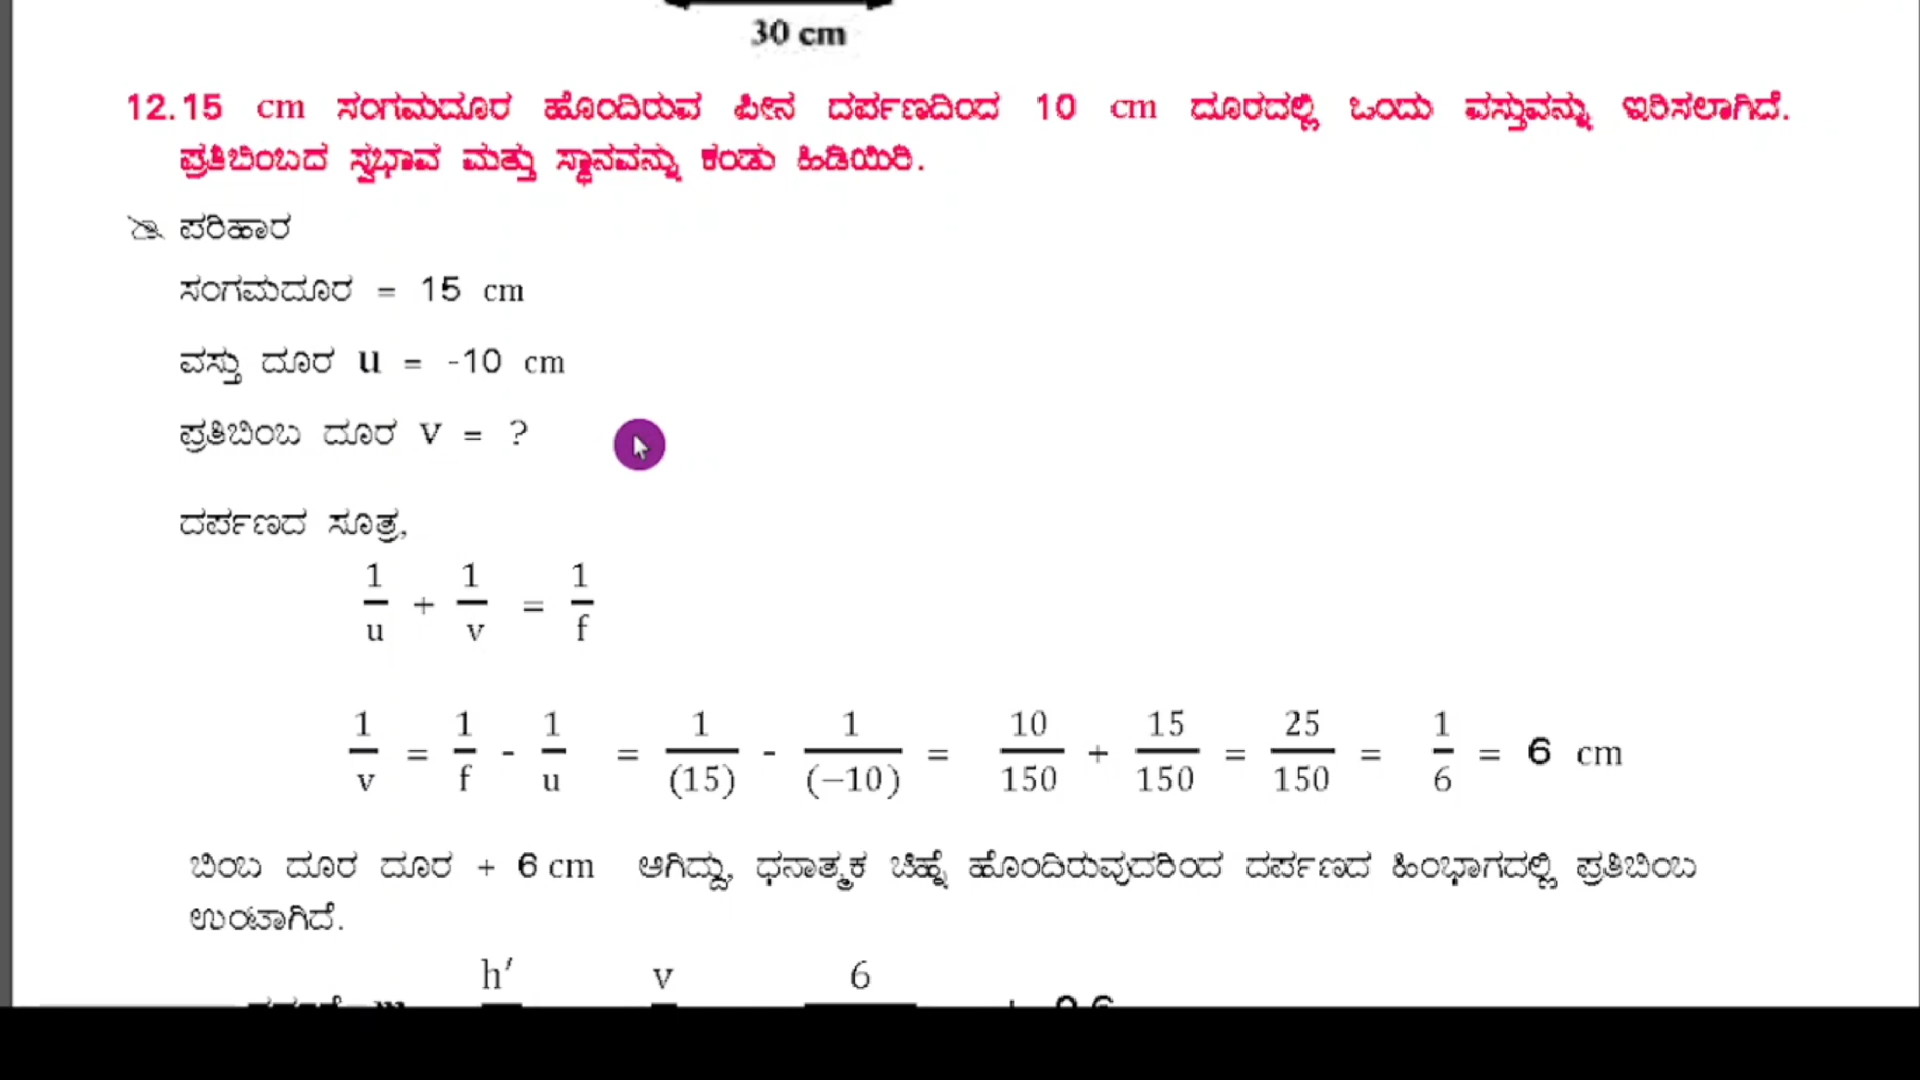 30 cm
12.15 cm ಸಂಗಮದೂರ ಹೊಂದಿರುವ ಪೀನ ದರ್ಪಣದಿಂದ 10 cm ದೂರದಲ್ಲಿ ಒಂದು ವಸ್ತುವನ್ನು ಇರಿಸಲಾಗಿದೆ.
ಪ್ರತಿಬಿಂಬದ ಸ್ವಭಾವ ಮತ್ತು ಸ್ಥಾನವನ್ನು ಕಂಡು ಹಿಡಿಯಿರಿ.
ಪರಿಹಾರ
ಸಂಗಮದೂರ = 15 cm
ವಸ್ತು ದೂರ u = -10 cm
ಪ್ರತಿಬಿಂಬ ದೂರ v = ?
ದರ್ಪಣದ ಸೂತ್ರ,
1/u + 1/v = 1/f
1/v = 1/f - 1/u = 1/(15) - 1/(−10) = 10/150 + 15/150 = 25/150 = 1/6 = 6 cm
ಬಿಂಬ ದೂರ ದೂರ + 6 cm ಆಗಿದ್ದು, ಧನಾತ್ಮಕ ಚಿಹ್ನೆ ಹೊಂದಿರುವುದರಿಂದ ದರ್ಪಣದ ಹಿಂಭಾಗದಲ್ಲಿ ಪ್ರತಿಬಿಂಬ
ಉಂಟಾಗಿದೆ.
h′ v 6